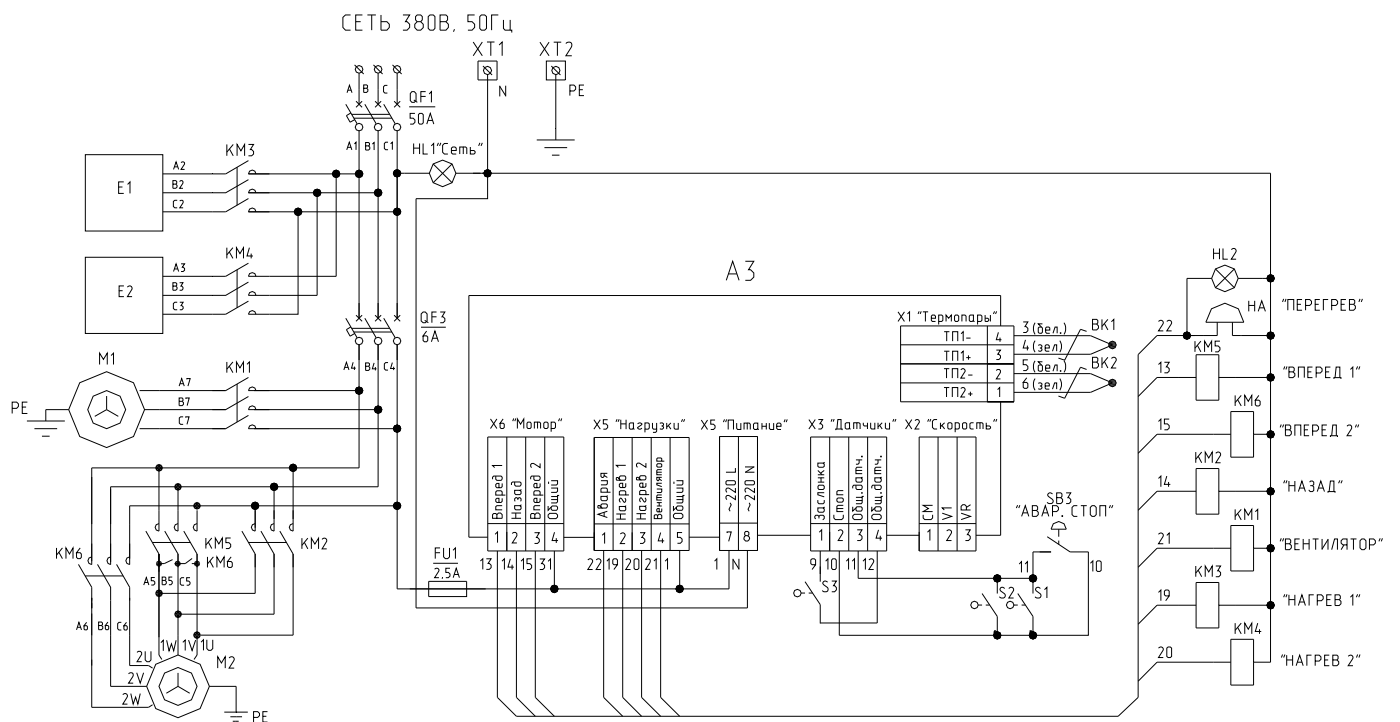 СЕТЬ 380В, 50Гц
XT1
XT2
N
PE
A
B
C
QF1
50А
A1
B1
C1
HL1"Сеть"
E1
A2
B2
C2
KM3
E2
A3
B3
C3
KM4
QF3
6А
A4
B4
C4
M1
PE
A7
B7
C7
KM1
A3
X1 "Термопары"
ТП1- 4
ТП1+ 3
ТП2- 2
ТП2+ 1
3 (бел.)
4 (зел)
5 (бел.)
6 (зел)
BK1
BK2
HL2
HA
"ПЕРЕГРЕВ"
22
KM5
13
"ВПЕРЕД 1"
KM6
15
"ВПЕРЕД 2"
KM2
14
"НАЗАД"
KM1
21
"ВЕНТИЛЯТОР"
KM3
19
"НАГРЕВ 1"
KM4
20
"НАГРЕВ 2"
X6 "Мотор"
Вперед 1
Назад
Вперед 2
Общий
1 2 3 4
13 14 15 31
X5 "Нагрузки"
Авария
Нагрев 1
Нагрев 2
Вентилятор
Общий
1 2 3 4 5
22 19 20 21 1
X5 "Питание"
~220 L
~220 N
7 8
1 N
X3 "Датчики"
Заслонка
Стоп
Общ.датч.
Общ.датч.
1 2 3 4
9 10 11 12
X2 "Скорость"
CM
V1
VR
1 2 3
SB3
"АВАР. СТОП"
11
10
S3
S2
S1
FU1
2,5А
KM6
KM5
KM6
KM2
A5
B5
C5
A6
B6
C6
1W
1V
1U
2U
2V
2W
M2
PE